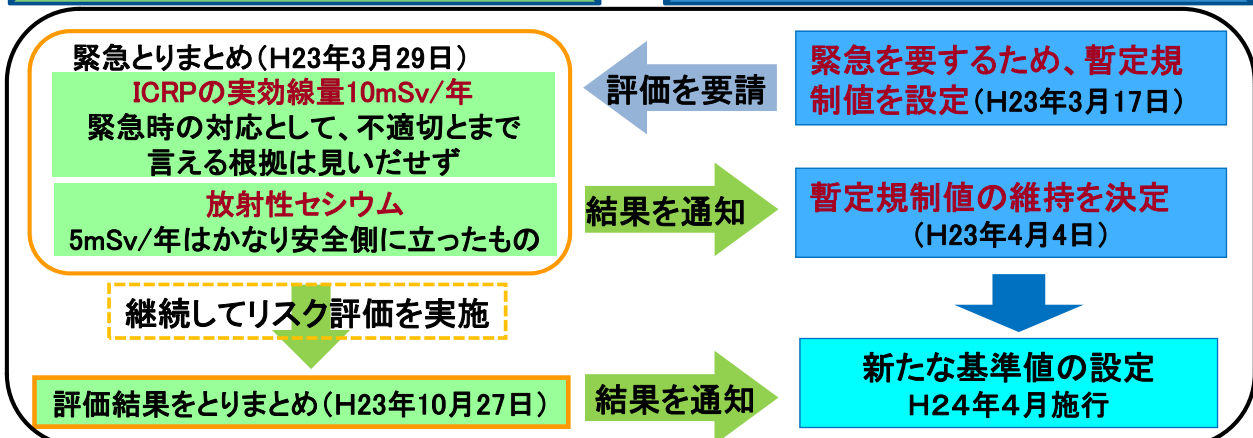 緊急とりまとめ(H23年3月29日)
ICRPの実効線量10mSv/年
緊急時の対応として、不適切とまで
言える根拠は見いだせず
放射性セシウム
5mSv/年はかなり安全側に立ったもの
評価を要請
緊急を要するため、暫定規
制値を設定(H23年3月17日)
結果を通知
暫定規制値の維持を決定
(H23年4月4日)
継続してリスク評価を実施
評価結果をとりまとめ(H23年10月27日)
結果を通知
新たな基準値の設定
H24年4月施行